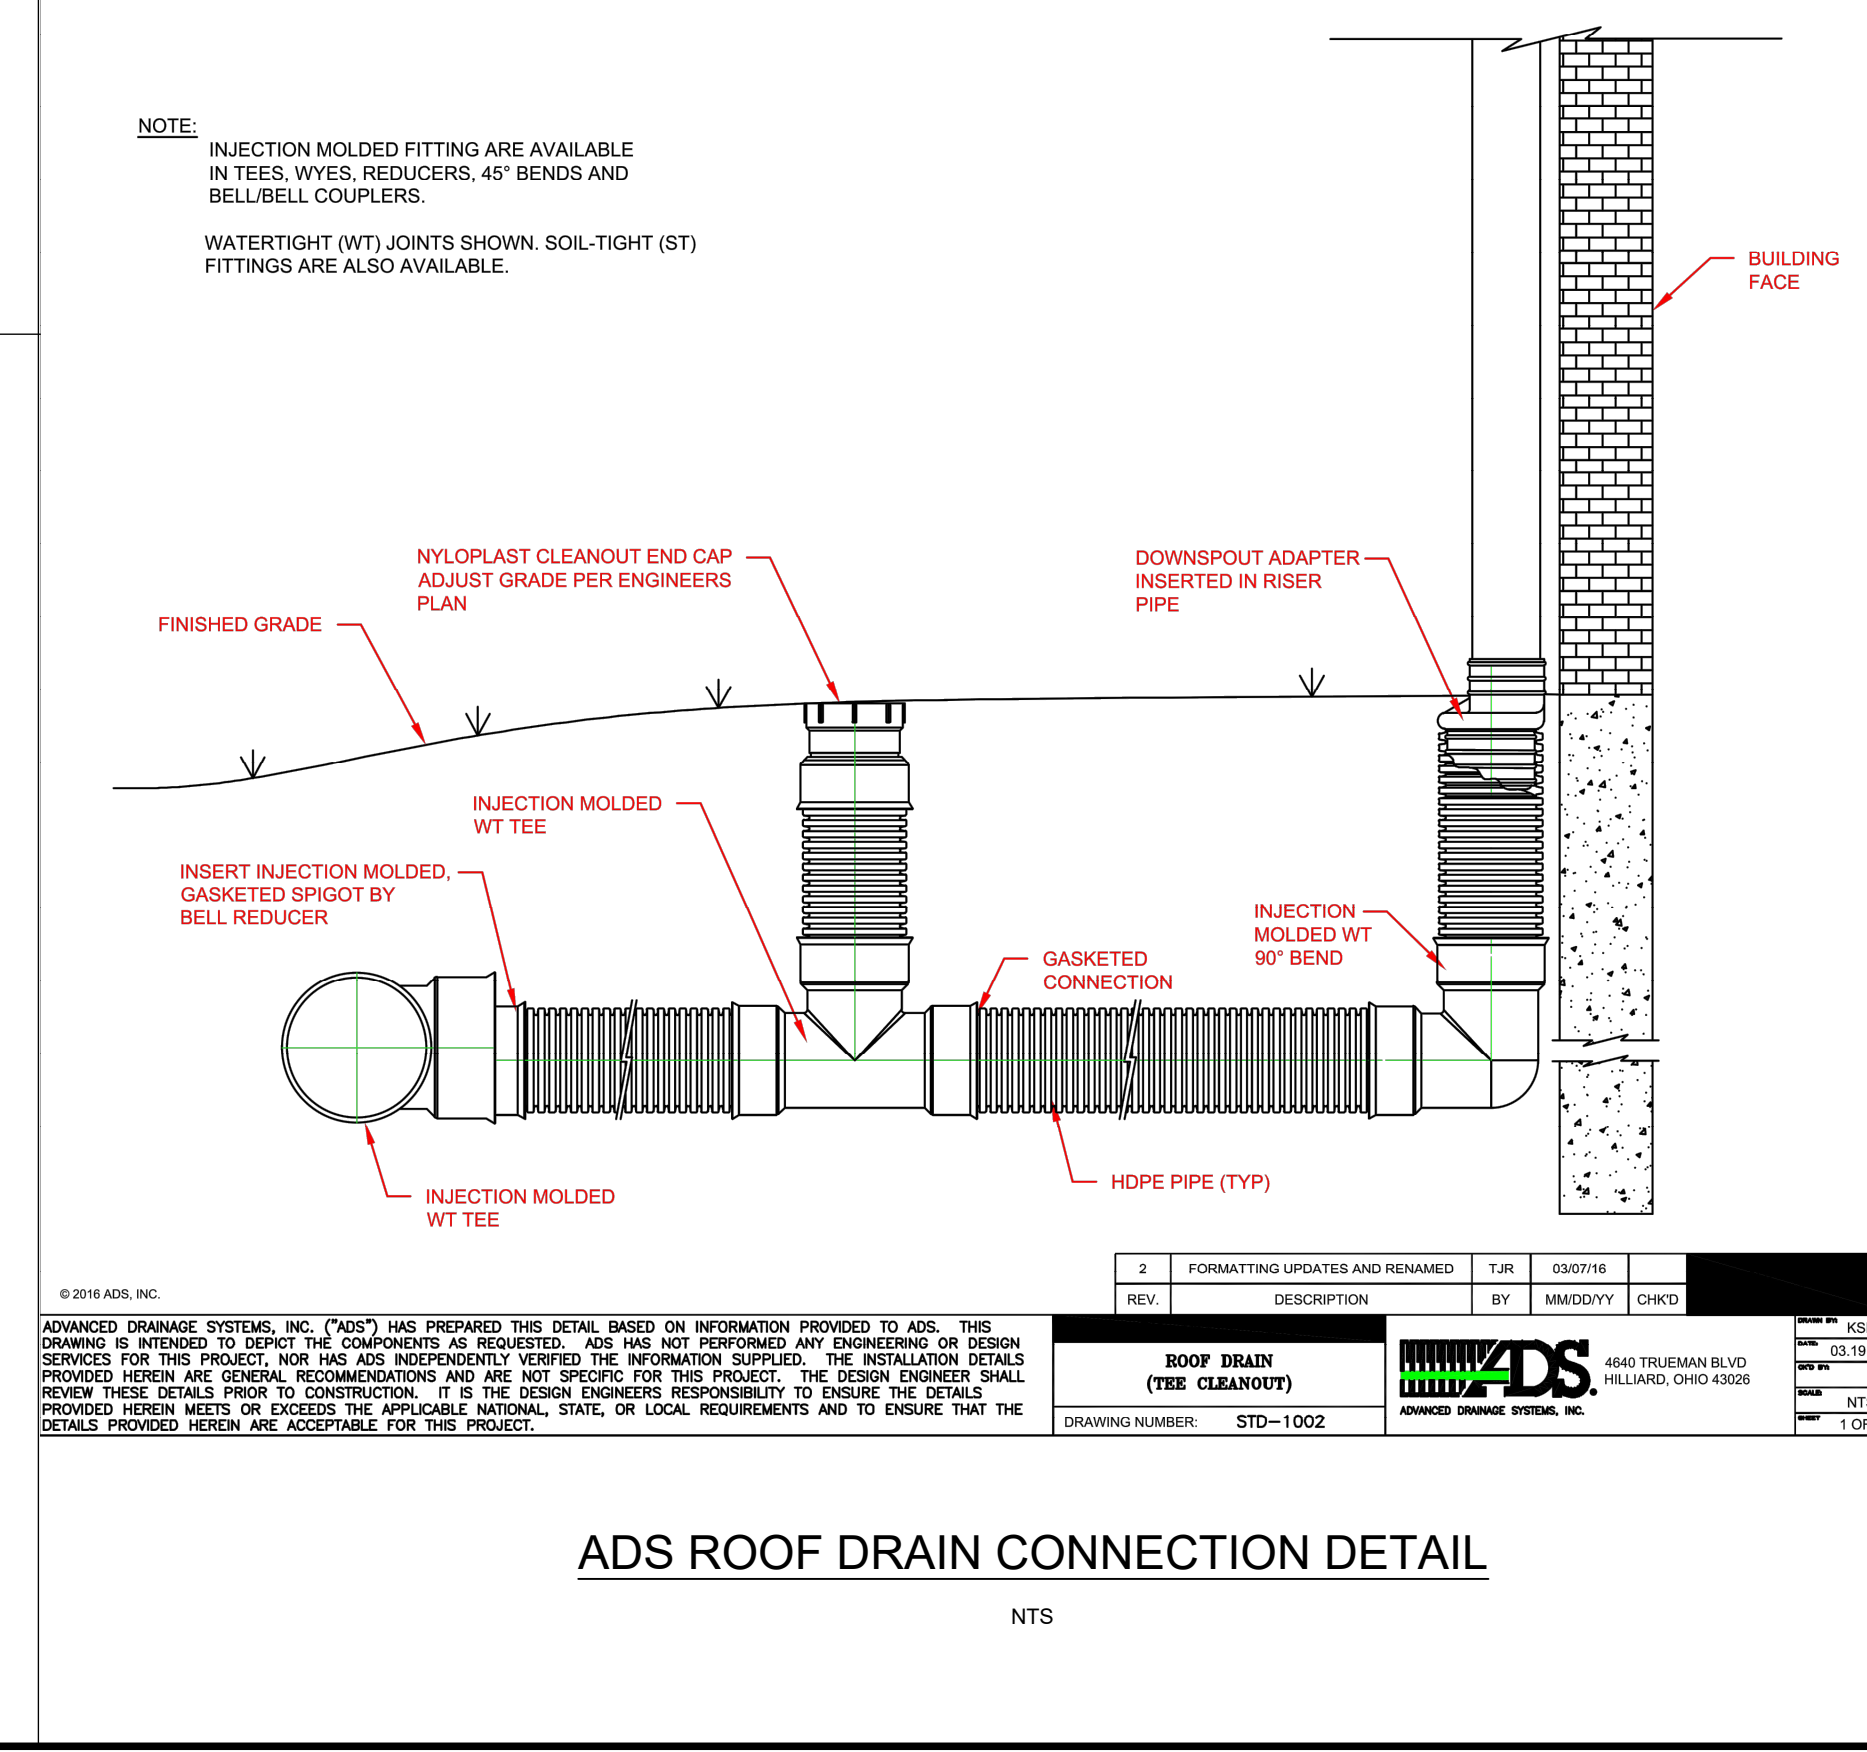 NOTE:
INJECTION MOLDED FITTING ARE AVAILABLE
IN TEES, WYES, REDUCERS, 45° BENDS AND
BELL/BELL COUPLERS.
WATERTIGHT (WT) JOINTS SHOWN. SOIL-TIGHT (ST)
FITTINGS ARE ALSO AVAILABLE.
BUILDING
FACE
NYLOPLAST CLEANOUT END CAP
ADJUST GRADE PER ENGINEERS
PLAN
DOWNSPOUT ADAPTER
INSERTED IN RISER
PIPE
FINISHED GRADE
INJECTION MOLDED
WT TEE
INSERT INJECTION MOLDED,
GASKETED SPIGOT BY
BELL REDUCER
INJECTION
MOLDED WT
90° BEND
GASKETED
CONNECTION
HDPE PIPE (TYP)
INJECTION MOLDED
WT TEE
2 FORMATTING UPDATES AND RENAMED TJR 03/07/16
REV. DESCRIPTION BY MM/DD/YY CHK'D
© 2016 ADS, INC.
ADVANCED DRAINAGE SYSTEMS, INC. ("ADS") HAS PREPARED THIS DETAIL BASED ON INFORMATION PROVIDED TO ADS. THIS
DRAWING IS INTENDED TO DEPICT THE COMPONENTS AS REQUESTED. ADS HAS NOT PERFORMED ANY ENGINEERING OR DESIGN
SERVICES FOR THIS PROJECT, NOR HAS ADS INDEPENDENTLY VERIFIED THE INFORMATION SUPPLIED. THE INSTALLATION DETAILS
PROVIDED HEREIN ARE GENERAL RECOMMENDATIONS AND ARE NOT SPECIFIC FOR THIS PROJECT. THE DESIGN ENGINEER SHALL
REVIEW THESE DETAILS PRIOR TO CONSTRUCTION. IT IS THE DESIGN ENGINEERS RESPONSIBILITY TO ENSURE THE DETAILS
PROVIDED HEREIN MEETS OR EXCEEDS THE APPLICABLE NATIONAL, STATE, OR LOCAL REQUIREMENTS AND TO ENSURE THAT THE
DETAILS PROVIDED HEREIN ARE ACCEPTABLE FOR THIS PROJECT.
ROOF DRAIN
(TEE CLEANOUT)
DRAWING NUMBER: STD-1002
ADS.
ADVANCED DRAINAGE SYSTEMS, INC.
4640 TRUEMAN BLVD
HILLIARD, OHIO 43026
DRAWN BY:
DATE: 03.19
CK'D BY:
SCALE:
SHEET 1
ADS ROOF DRAIN CONNECTION DETAIL
NTS